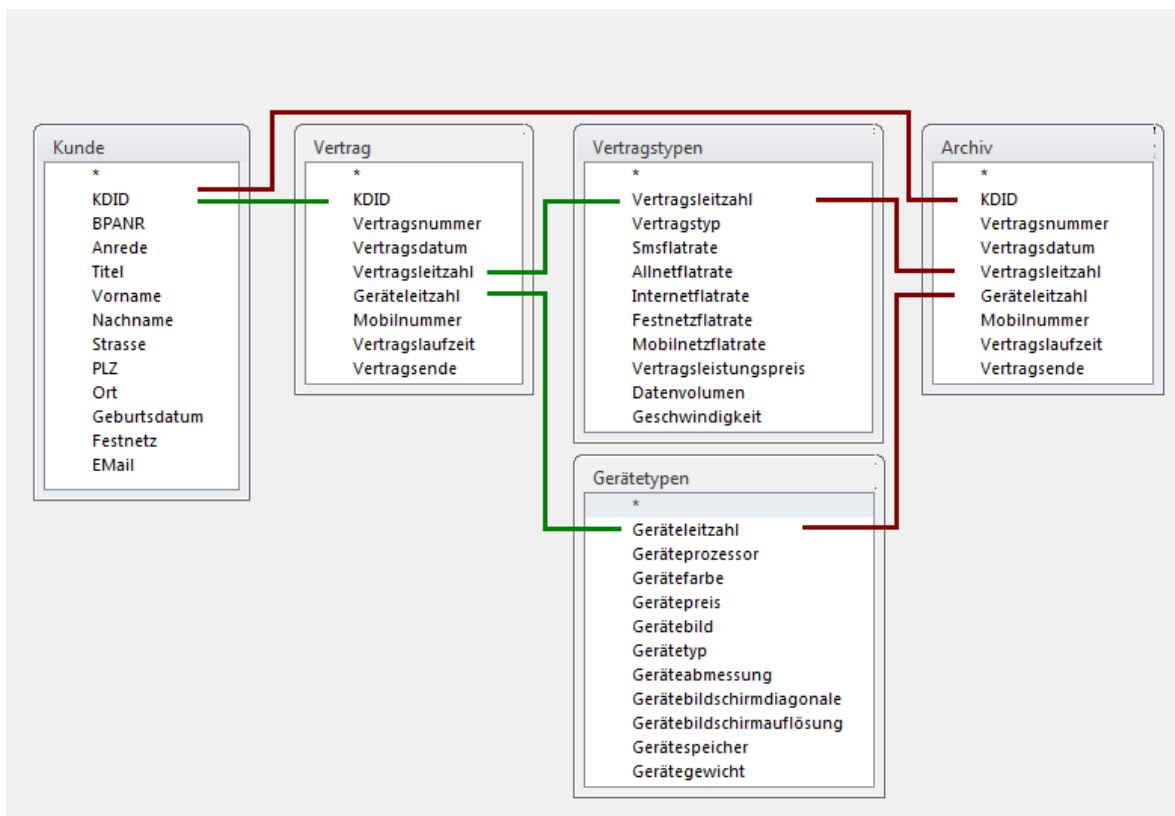 Kunde
*
KDID
BPANR
Anrede
Titel
Vorname
Nachname
Strasse
PLZ
Ort
Geburtsdatum
Festnetz
EMail
Vertrag
*
KDID
Vertragsnummer
Vertragsdatum
Vertragsleitzahl
Geräteleitzahl
Mobilnummer
Vertragslaufzeit
Vertragsende
Vertragstypen
*
Vertragsleitzahl
Vertragstyp
Smsflatrate
Allnetflatrate
Internetflatrate
Festnetzflatrate
Mobilnetzflatrate
Vertragsleistungspreis
Datenvolumen
Geschwindigkeit
Gerätetypen
*
Geräteleitzahl
Geräteprozessor
Gerätefarbe
Gerätepreis
Gerätebild
Gerätetyp
Geräteabmessung
Gerätebildschirmdiagonale
Gerätebildschirmauflösung
Gerätespeicher
Gerätegewicht
Archiv
*
KDID
Vertragsnummer
Vertragsdatum
Vertragsleitzahl
Geräteleitzahl
Mobilnummer
Vertragslaufzeit
Vertragsende